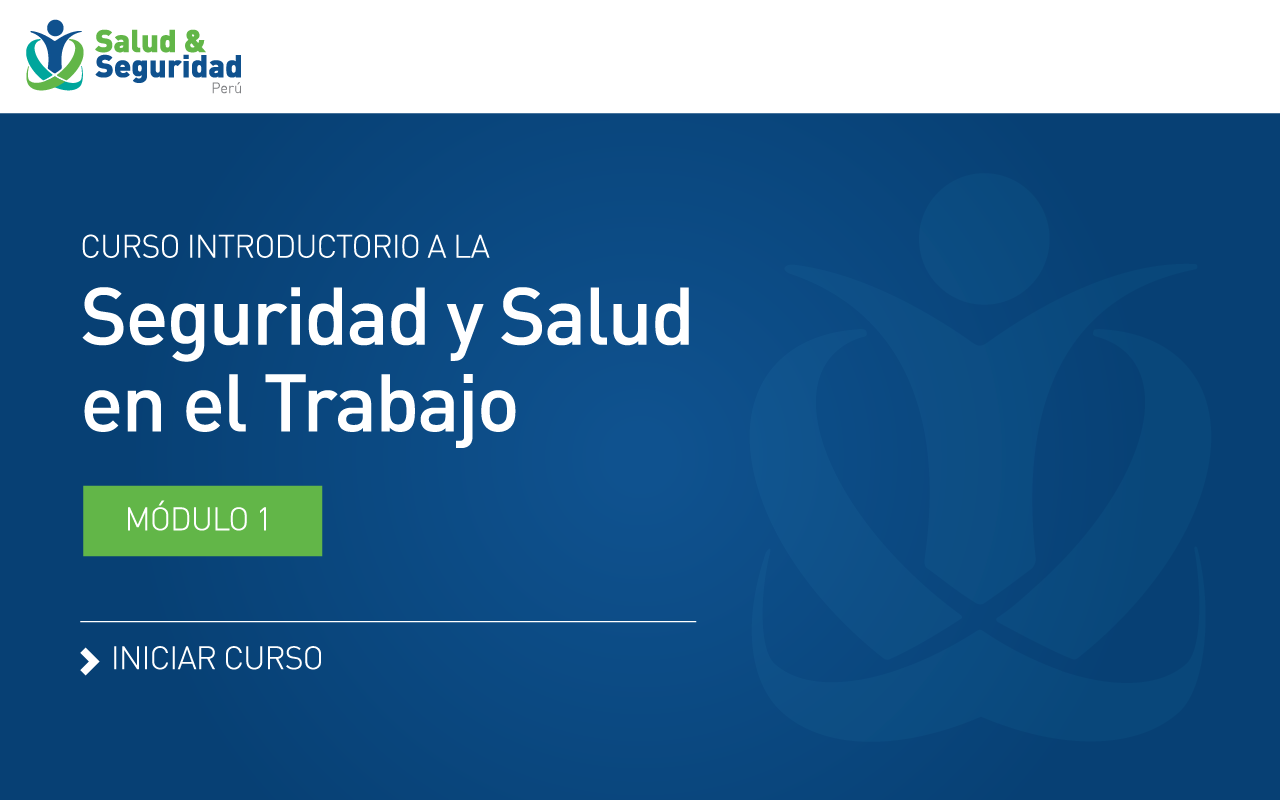 Salud &
Seguridad
Perú
CURSO INTRODUCTORIO A LA
Seguridad y Salud
en el Trabajo
MÓDULO 1
INICIAR CURSO